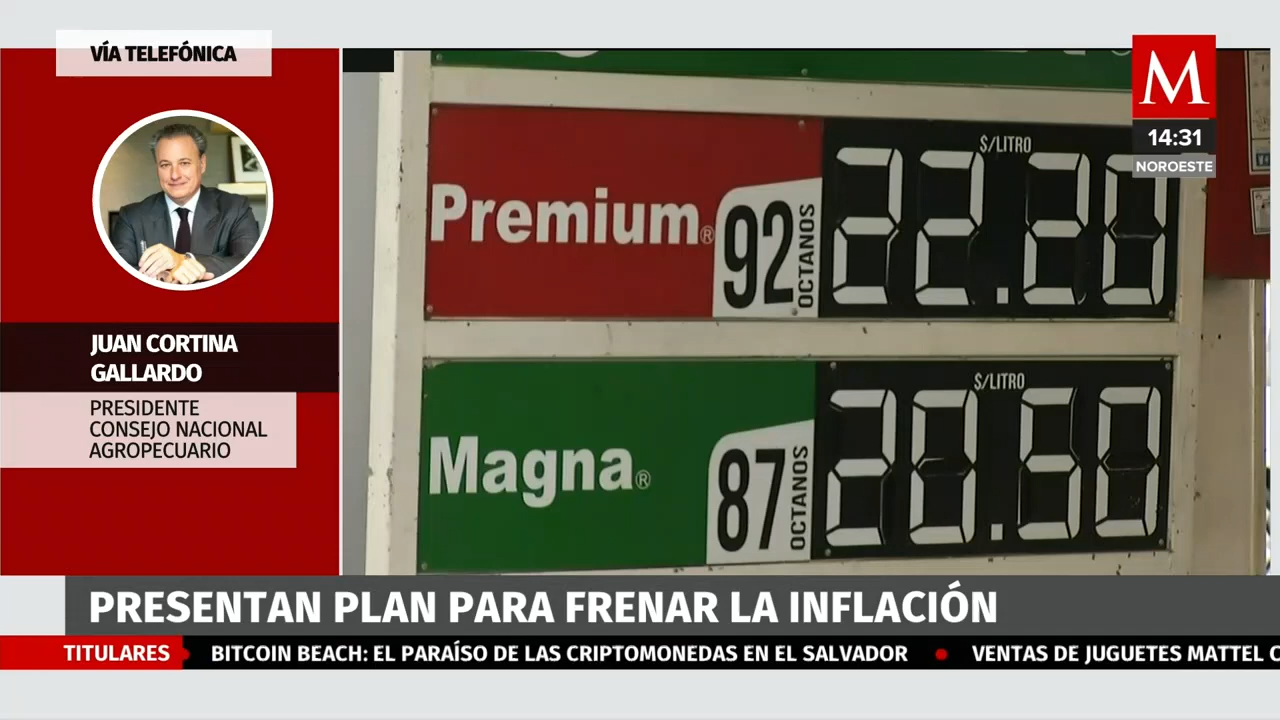 VÍA TELEFÓNICA
JUAN CORTINA
GALLARDO
PRESIDENTE
CONSEJO NACIONAL
AGROPECUARIO
Premium® 92 OCTANOS
$/LITRO
22.20
Magna® 87 OCTANOS
$/LITRO
20.50
M
14:31
NOROESTE
PRESENTAN PLAN PARA FRENAR LA INFLACIÓN
TITULARES BITCOIN BEACH: EL PARAÍSO DE LAS CRIPTOMONEDAS EN EL SALVADOR • VENTAS DE JUGUETES MATTEL